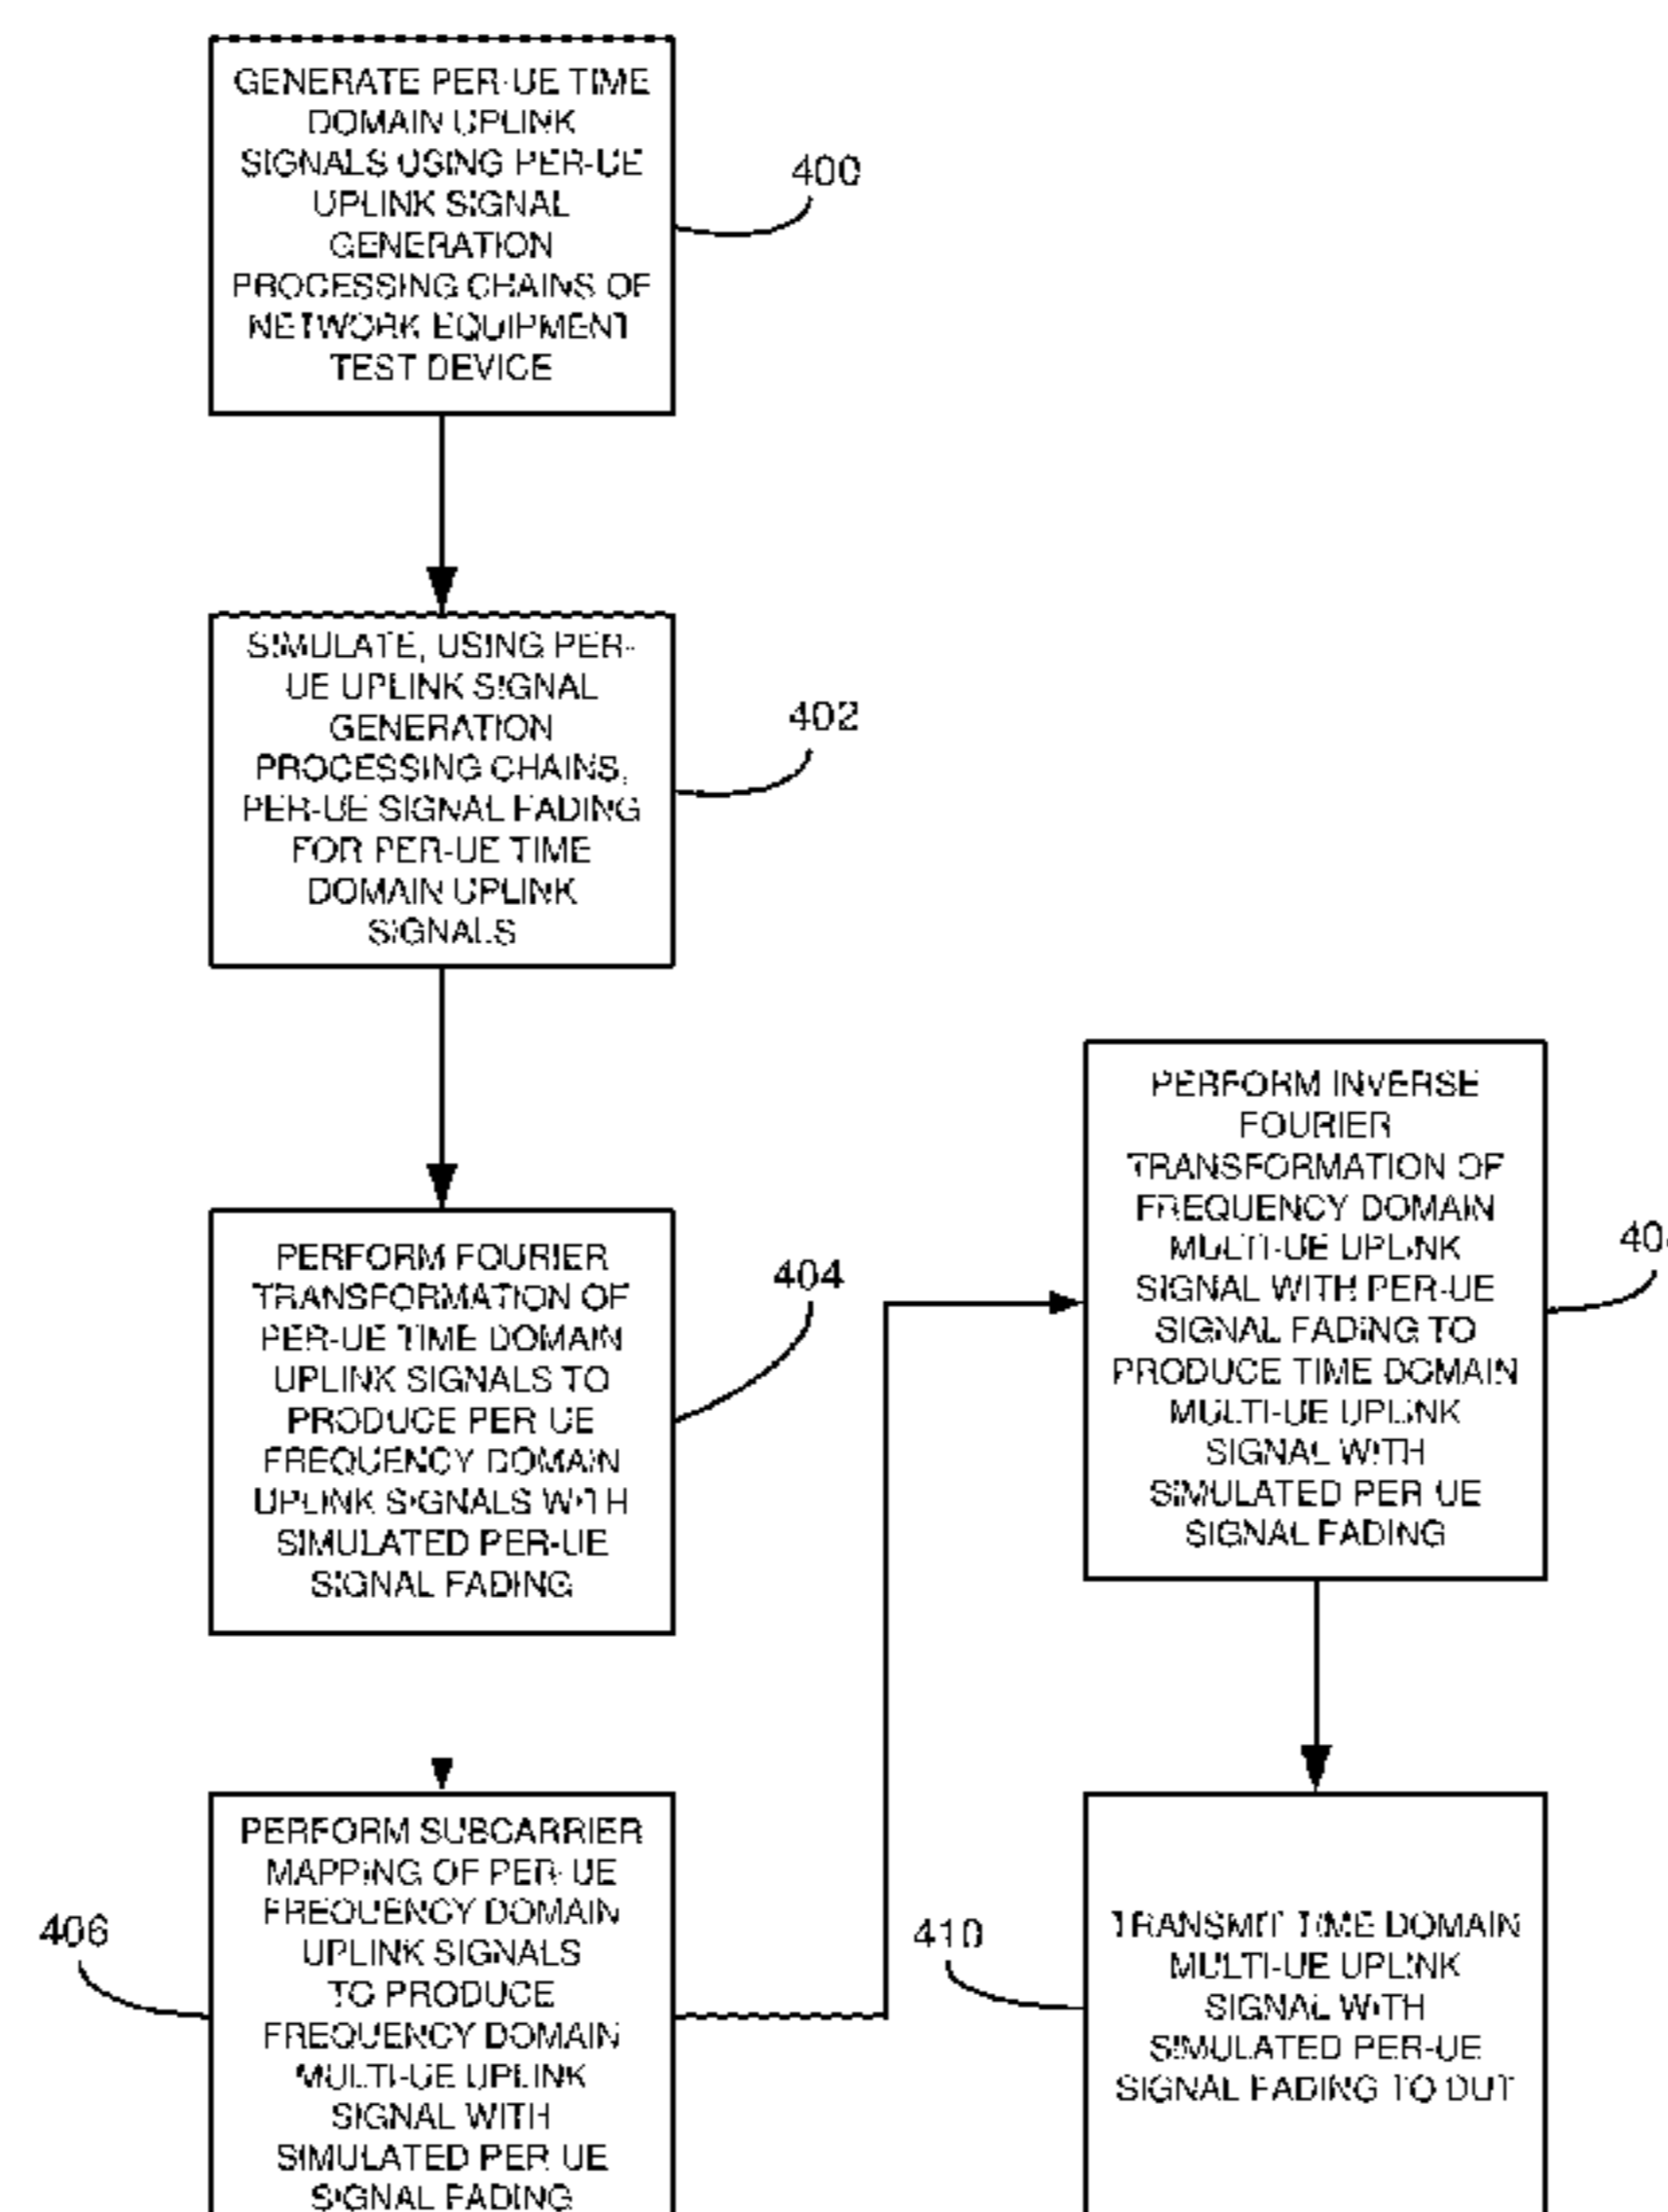 GENERATE PER-UE TIME
DOMAIN UPLINK
SIGNALS USING PER-UE
UPLINK SIGNAL
GENERATION
PROCESSING CHAINS OF
NETWORK EQUIPMENT
TEST DEVICE
400
SIMULATE, USING PER-
UE UPLINK SIGNAL
GENERATION
PROCESSING CHAINS,
PER-UE SIGNAL FADING
FOR PER-UE TIME
DOMAIN UPLINK
SIGNALS
402
PERFORM FOURIER
TRANSFORMATION OF
PER-UE TIME DOMAIN
UPLINK SIGNALS TO
PRODUCE PER UE
FREQUENCY DOMAIN
UPLINK SIGNALS WITH
SIMULATED PER-UE
SIGNAL FADING
404
PERFORM SUBCARRIER
MAPPING OF PER-UE
FREQUENCY DOMAIN
UPLINK SIGNALS
TO PRODUCE
FREQUENCY DOMAIN
MULTI-UE UPLINK
SIGNAL WITH
SIMULATED PER UE
SIGNAL FADING
406
PERFORM INVERSE
FOURIER
TRANSFORMATION OF
FREQUENCY DOMAIN
MULTI-UE UPLINK
SIGNAL WITH PER-UE
SIGNAL FADING TO
PRODUCE TIME DOMAIN
MULTI-UE UPLINK
SIGNAL WITH
SIMULATED PER UE
SIGNAL FADING
TRANSMIT TIME DOMAIN
MULTI-UE UPLINK
SIGNAL WITH
SIMULATED PER-UE
SIGNAL FADING TO DUT
410